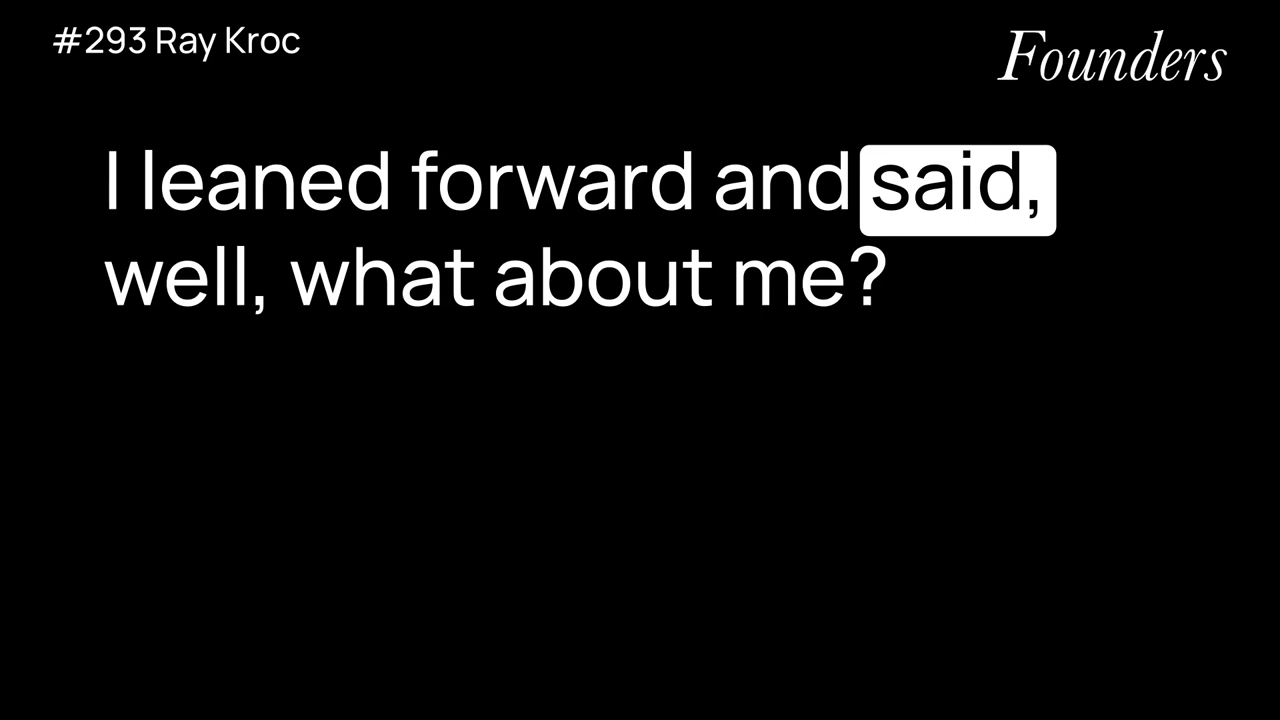 #293 Ray Kroc
Founders
I leaned forward and said,
well, what about me?